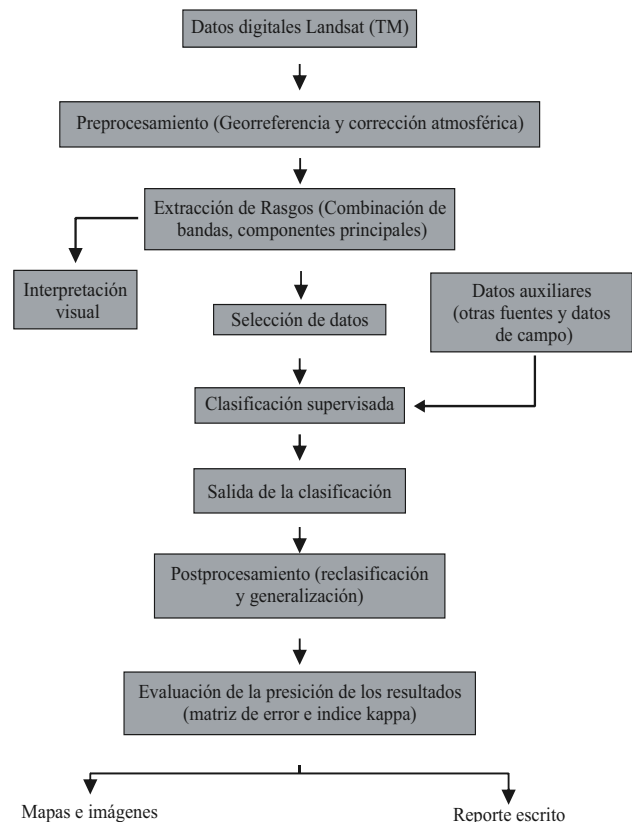 Datos digitales Landsat (TM)
Preprocesamiento (Georreferencia y corrección atmosférica)
Extracción de Rasgos (Combinación de
bandas, componentes principales)
Interpretación
visual
Selección de datos
Datos auxiliares
(otras fuentes y datos
de campo)
Clasificación supervisada
Salida de la clasificación
Postprocesamiento (reclasificación
y generalización)
Evaluación de la presición de los resultados
(matriz de error e indice kappa)
Mapas e imágenes
Reporte escrito